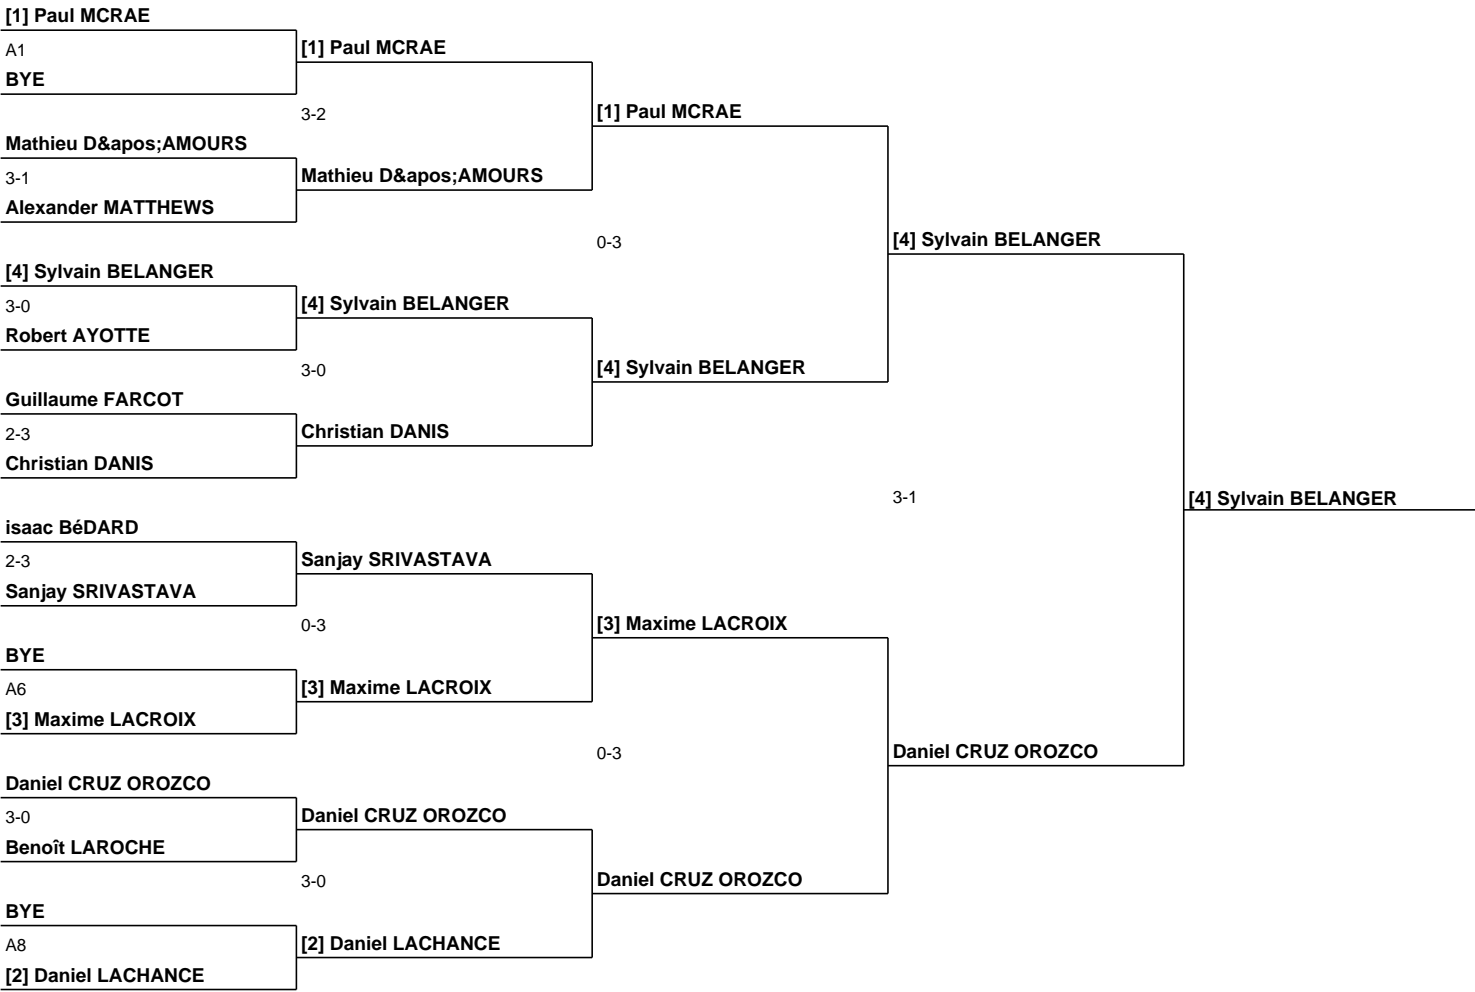 [1] Paul MCRAE
A1
BYE
[1] Paul MCRAE
3-2
Mathieu D&apos;AMOURS
3-1
Alexander MATTHEWS
Mathieu D&apos;AMOURS
[1] Paul MCRAE
0-3
[4] Sylvain BELANGER
3-0
Robert AYOTTE
[4] Sylvain BELANGER
3-0
Guillaume FARCOT
2-3
Christian DANIS
Christian DANIS
[4] Sylvain BELANGER
[4] Sylvain BELANGER
3-1
[4] Sylvain BELANGER
isaac BéDARD
2-3
Sanjay SRIVASTAVA
Sanjay SRIVASTAVA
0-3
BYE
A6
[3] Maxime LACROIX
[3] Maxime LACROIX
[3] Maxime LACROIX
0-3
Daniel CRUZ OROZCO
Daniel CRUZ OROZCO
3-0
Benoît LAROCHE
Daniel CRUZ OROZCO
3-0
Daniel CRUZ OROZCO
BYE
A8
[2] Daniel LACHANCE
[2] Daniel LACHANCE